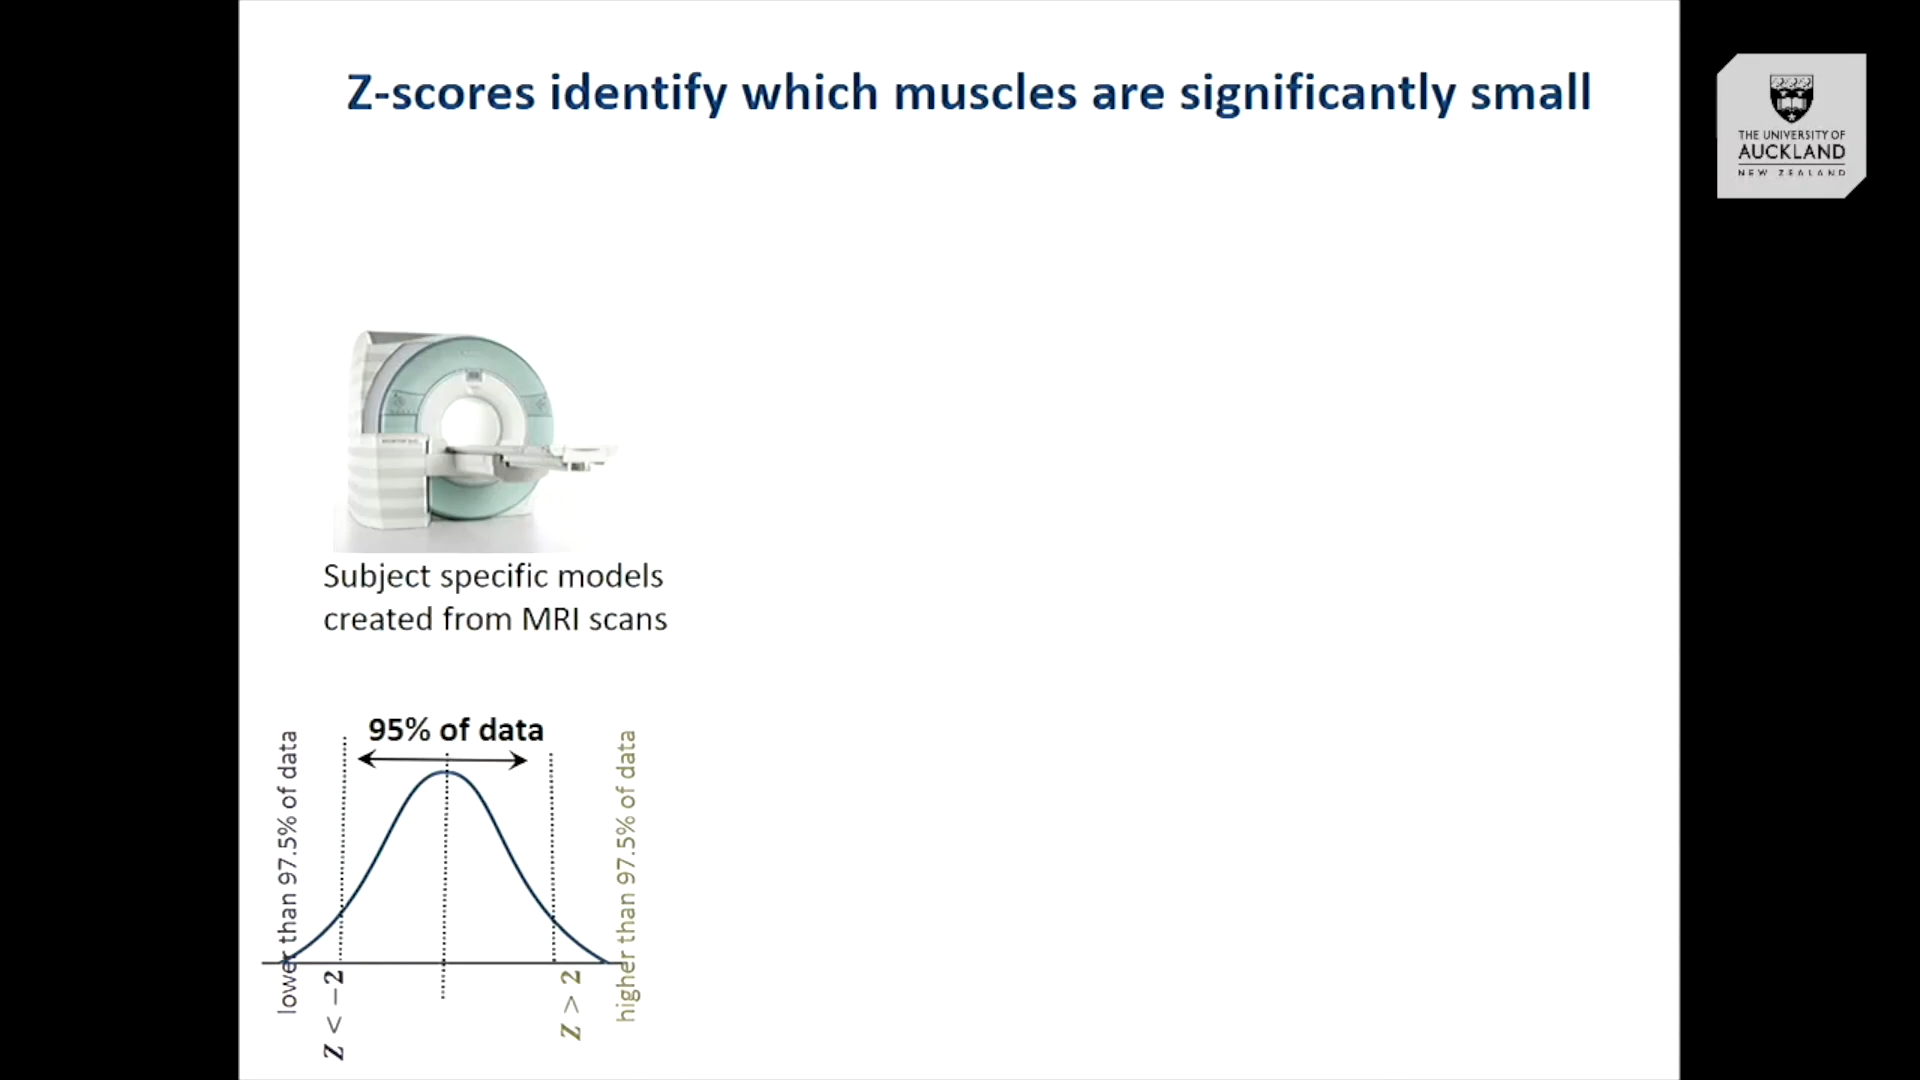 Z-scores identify which muscles are significantly small
THE UNIVERSITY OF
AUCKLAND
NEW ZEALAND
Subject specific models
created from MRI scans
95% of data
lower than 97.5% of data
Z < −2
Z > 2
higher than 97.5% of data